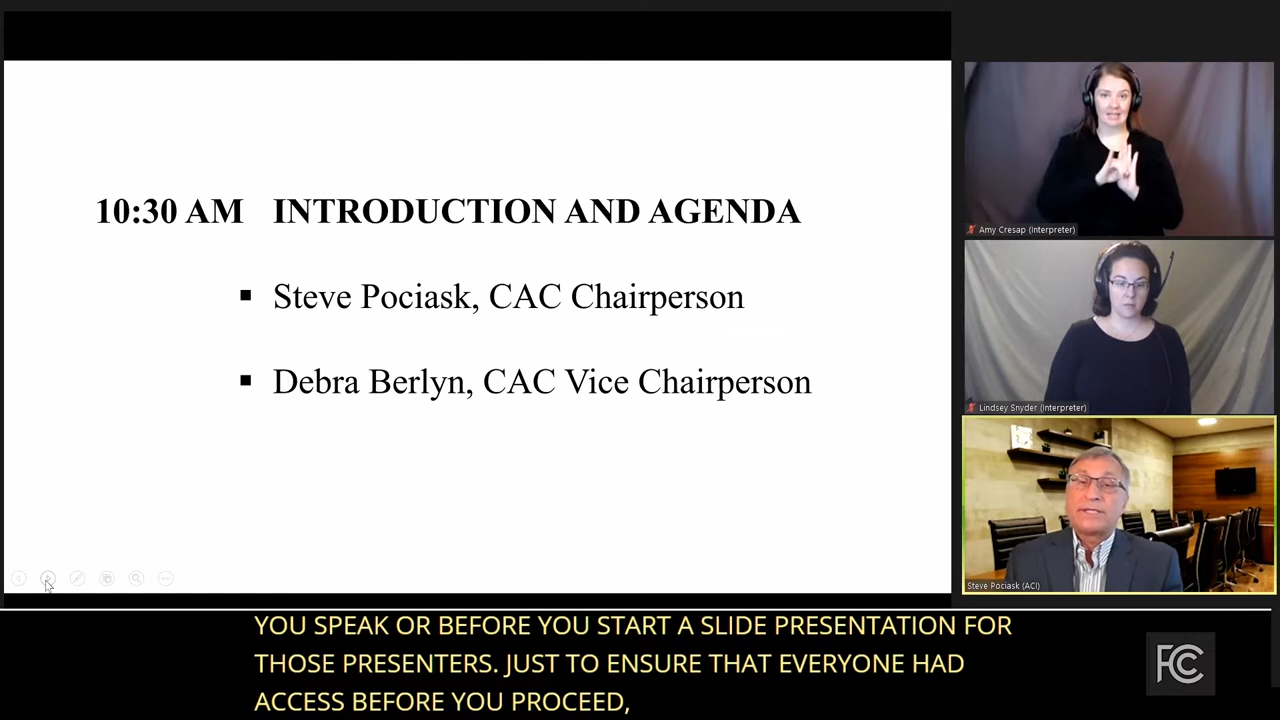 10:30 AM INTRODUCTION AND AGENDA
▪ Steve Pociask, CAC Chairperson
▪ Debra Berlyn, CAC Vice Chairperson
Amy Cresap (Interpreter)
Lindsey Snyder (Interpreter)
Steve Pociask (ACI)
YOU SPEAK OR BEFORE YOU START A SLIDE PRESENTATION FOR
THOSE PRESENTERS. JUST TO ENSURE THAT EVERYONE HAD
ACCESS BEFORE YOU PROCEED,
FCC